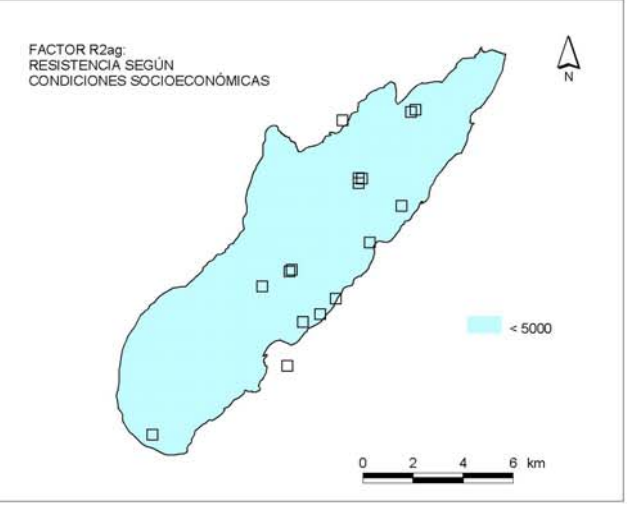 FACTOR R2ag:
RESISTENCIA SEGÚN
CONDICIONES SOCIOECONÓMICAS
N
< 5000
0 2 4 6 km